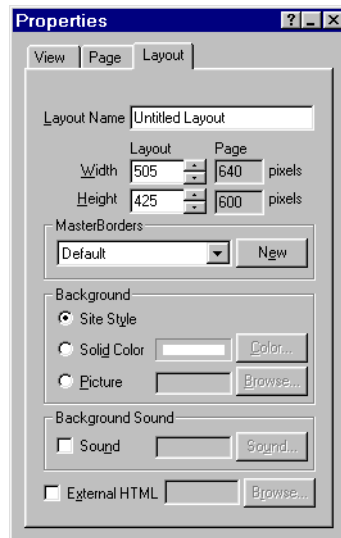 Properties
View Page Layout
Layout Name Untitled Layout
Layout Page
Width 505 640 pixels
Height 425 600 pixels
MasterBorders
Default New
Background
Site Style
Solid Color Color...
Picture Browse...
Background Sound
Sound Sound...
External HTML Browse...